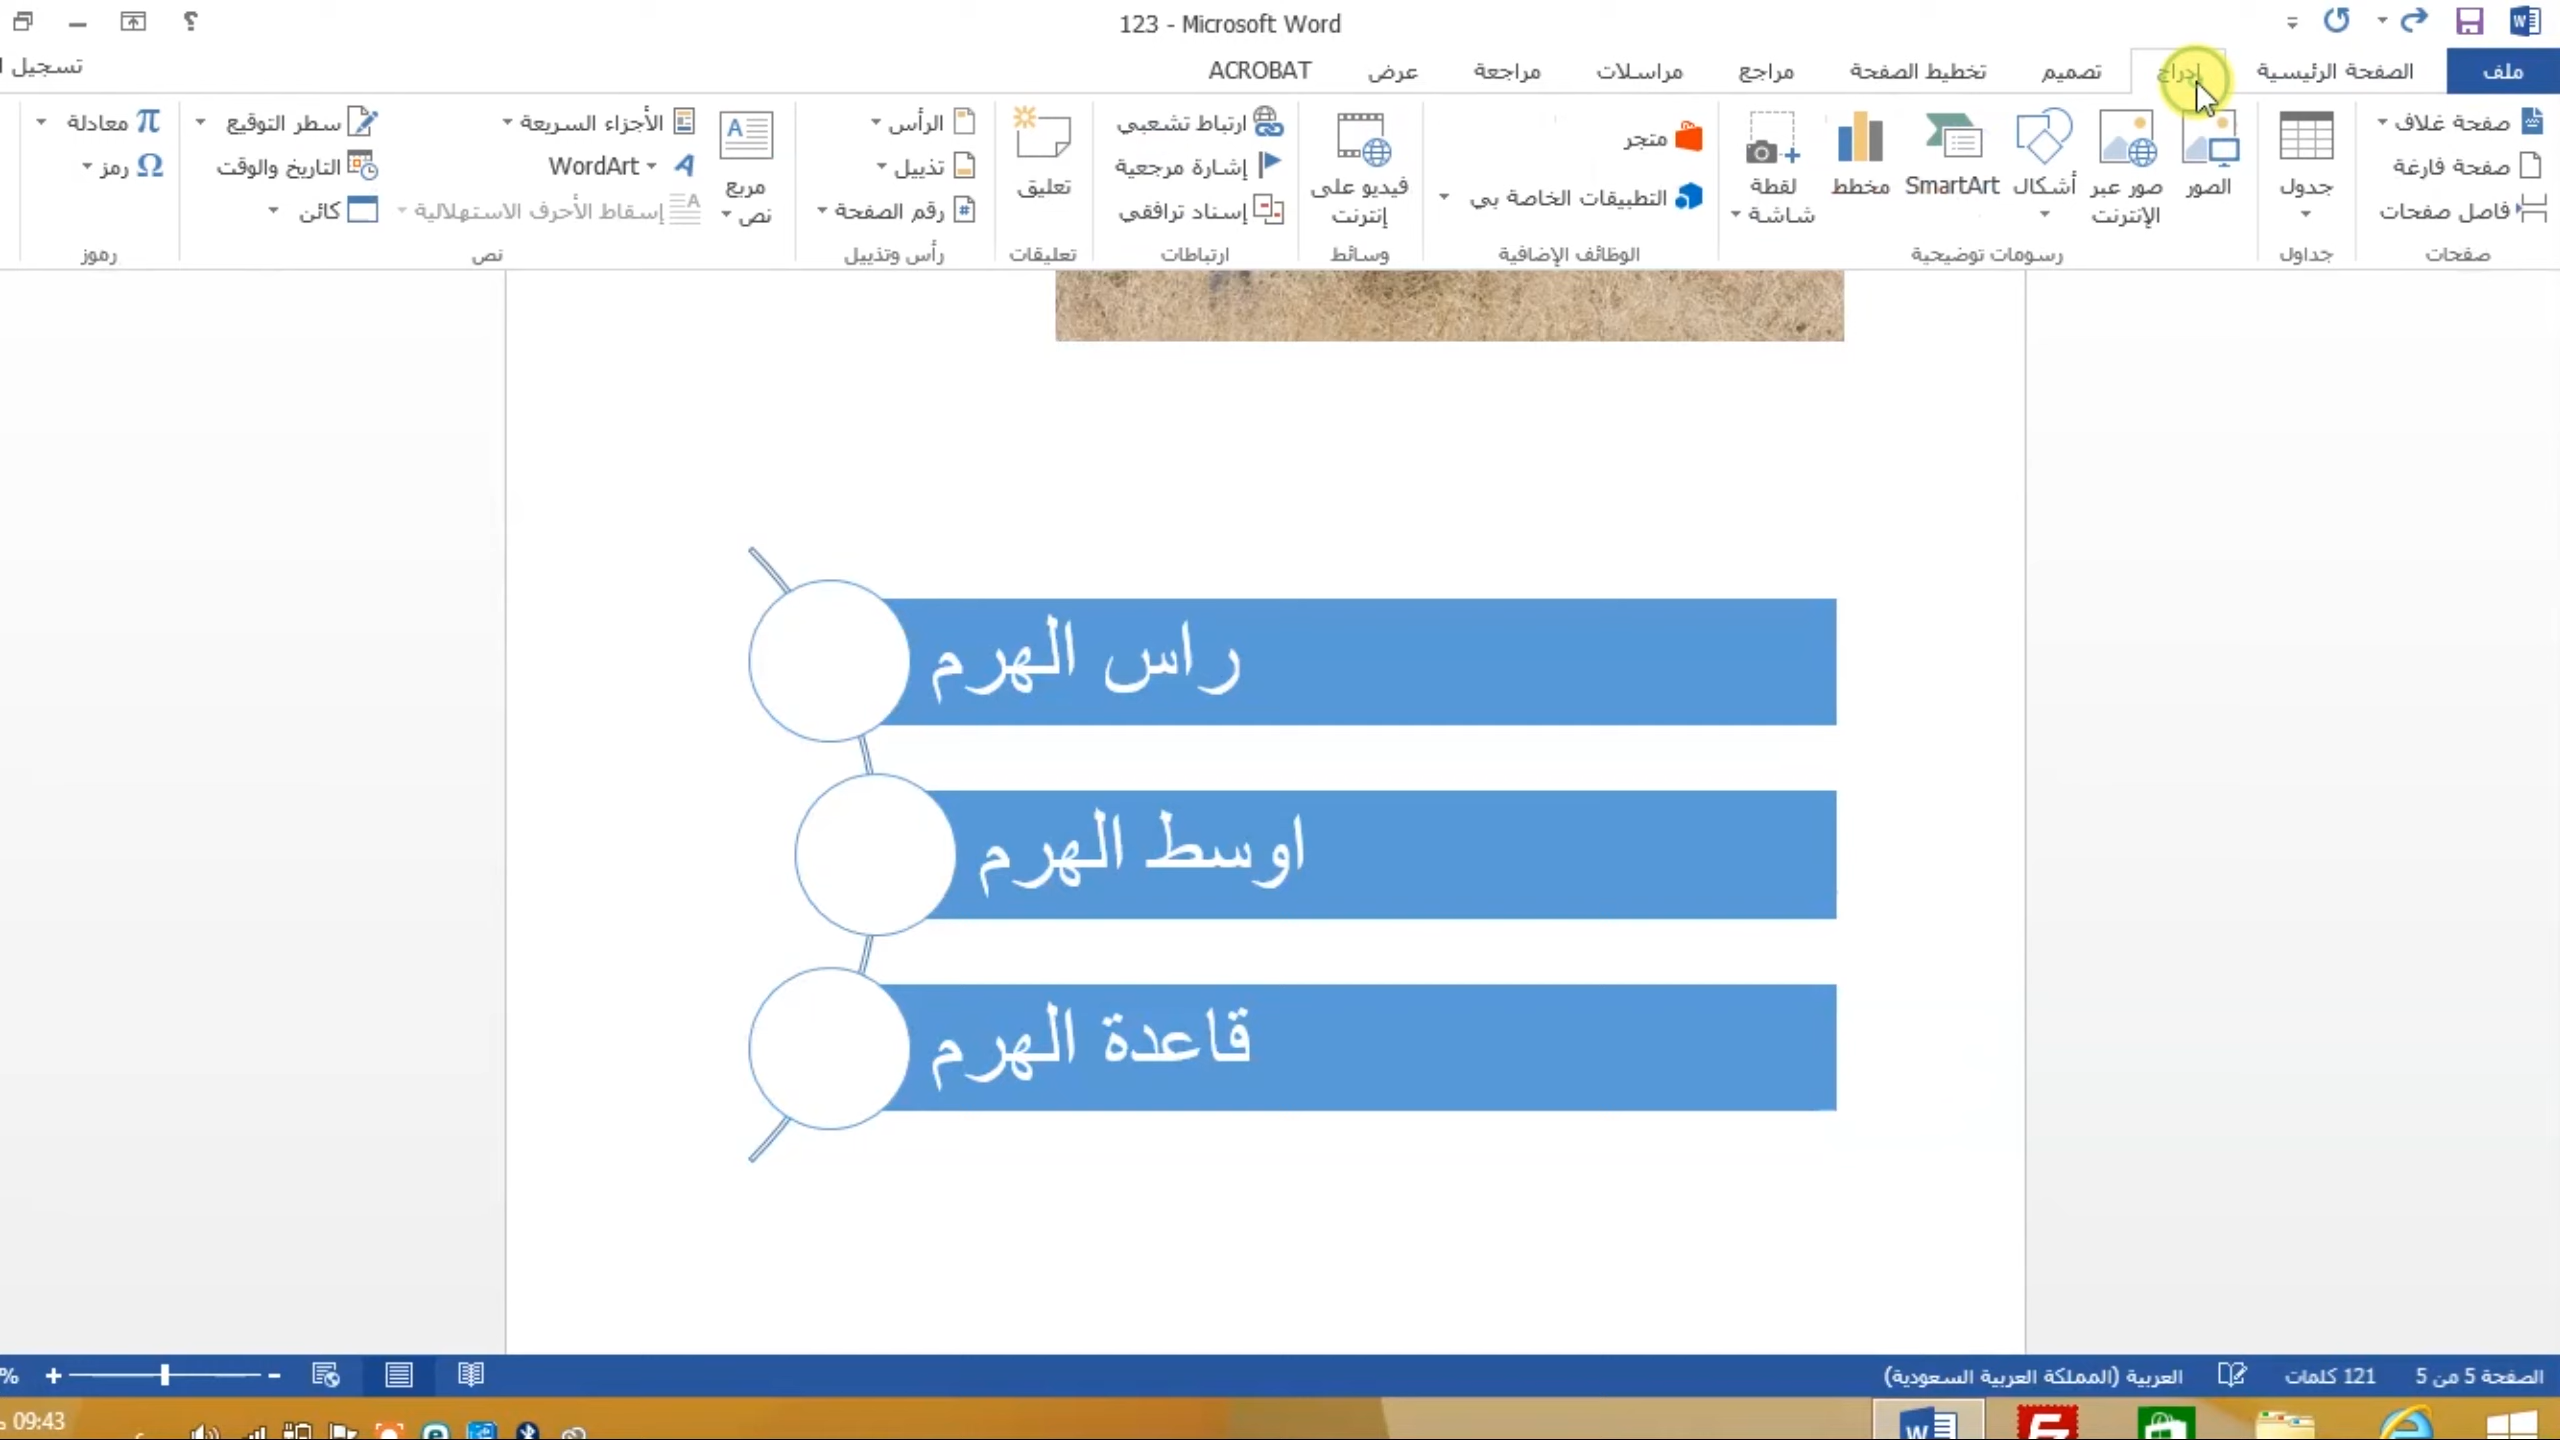 123 - Microsoft Word
ملف
الصفحة الرئيسية
إدراج
تصميم
تخطيط الصفحة
مراجع
مراسلات
مراجعة
عرض
ACROBAT
تسجيل
صفحة غلاف
صفحة فارغة
فاصل صفحات
صفحات
جدول
جداول
الصور
صور عبر
الإنترنت
أشكال
SmartArt
مخطط
لقطة
شاشة
رسومات توضيحية
متجر
التطبيقات الخاصة بي
الوظائف الإضافية
فيديو على
إنترنت
وسائط
ارتباط تشعبي
إشارة مرجعية
إسناد ترافقي
ارتباطات
تعليق
تعليقات
الرأس
تذييل
رقم الصفحة
رأس وتذييل
مربع
نص
الأجزاء السريعة
WordArt
إسقاط الأحرف الاستهلالية
سطر التوقيع
التاريخ والوقت
كائن
نص
معادلة
رمز
رموز
راس الهرم
اوسط الهرم
قاعدة الهرم
الصفحة 5 من 5
121 كلمات
العربية (المملكة العربية السعودية)
%
09:43